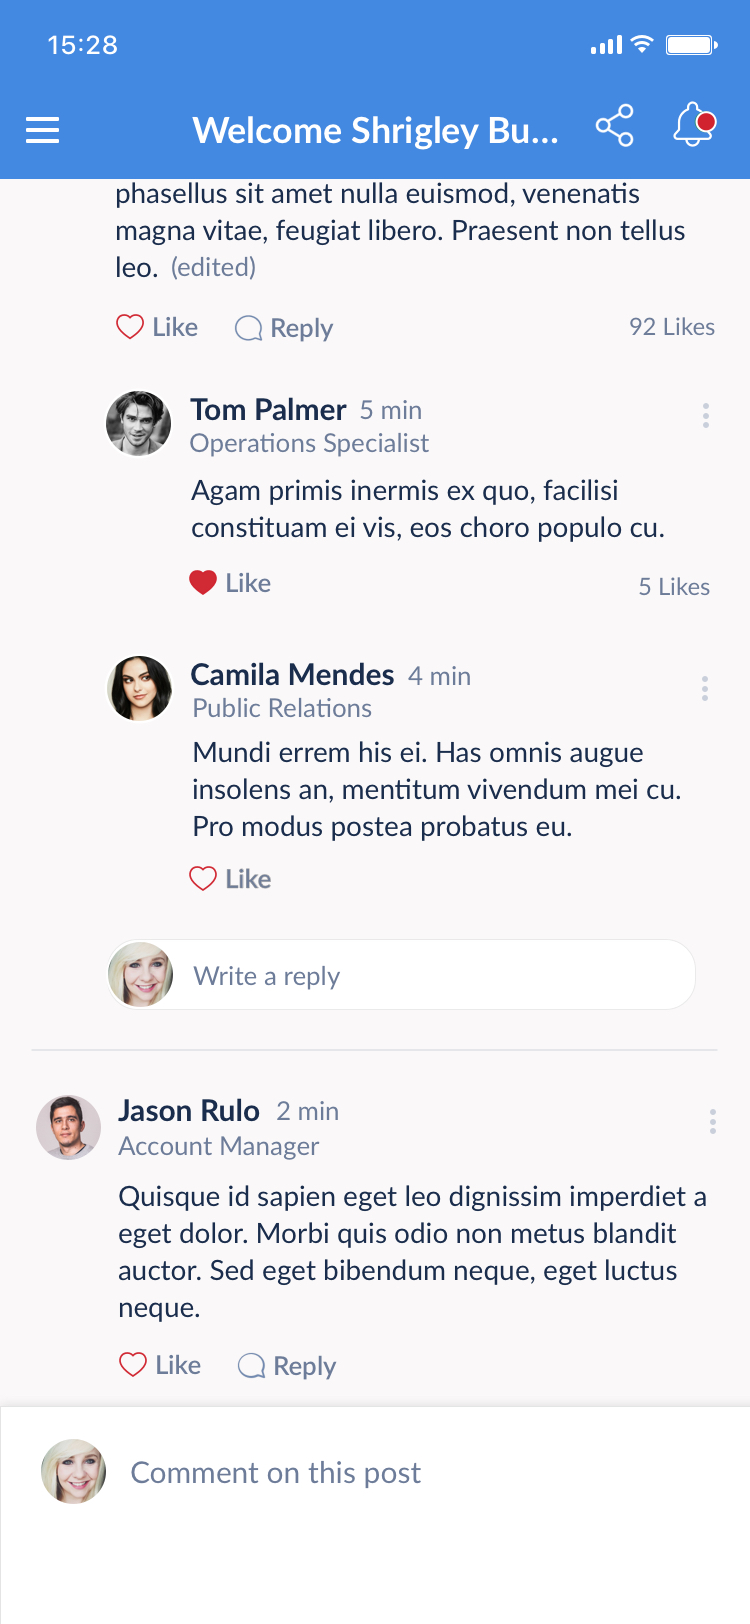 15:28
Welcome Shrigley Bu...
phasellus sit amet nulla euismod, venenatis
magna vitae, feugiat libero. Praesent non tellus
leo. (edited)
Like Reply 92 Likes
Tom Palmer 5 min
Operations Specialist
Agam primis inermis ex quo, facilisi
constituam ei vis, eos choro populo cu.
Like 5 Likes
Camila Mendes 4 min
Public Relations
Mundi errem his ei. Has omnis augue
insolens an, mentitum vivendum mei cu.
Pro modus postea probatus eu.
Like
Write a reply
Jason Rulo 2 min
Account Manager
Quisque id sapien eget leo dignissim imperdiet a
eget dolor. Morbi quis odio non metus blandit
auctor. Sed eget bibendum neque, eget luctus
neque.
Like Reply
Comment on this post